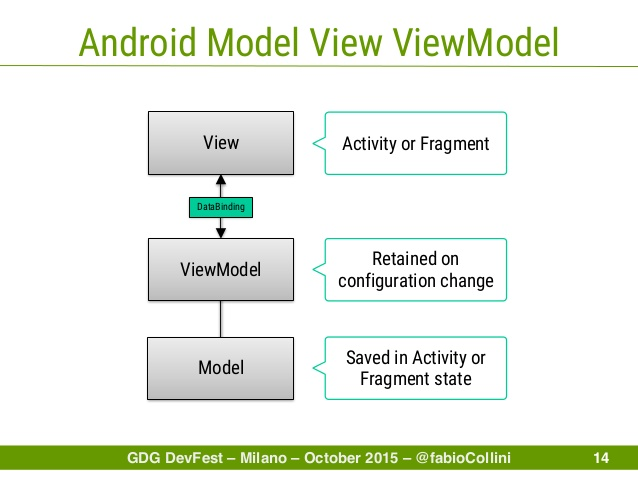 Android Model View ViewModel
View
Activity or Fragment
DataBinding
ViewModel
Retained on
configuration change
Model
Saved in Activity or
Fragment state
GDG DevFest – Milano – October 2015 – @fabioCollini
14